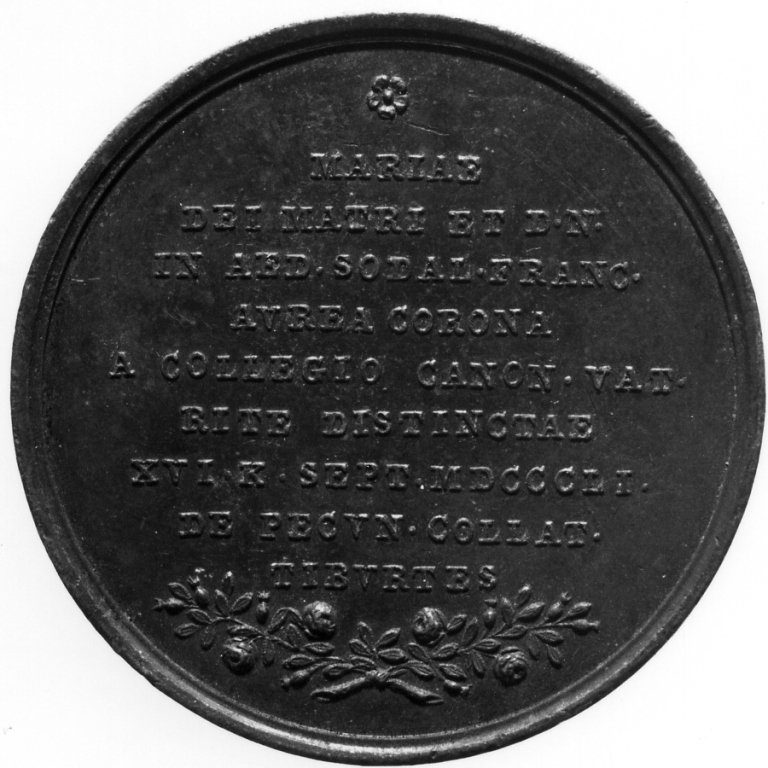 MARIAE
DEI MATRI ET D·N·
IN AED·SODAL·FRANC·
AVREA CORONA
A COLLEGIO CANON·VAT·
RITE DISTINCTAE
XVI·K·SEPT·MDCCCLI·
DE PECVN·COLLAT·
TIBVRTES